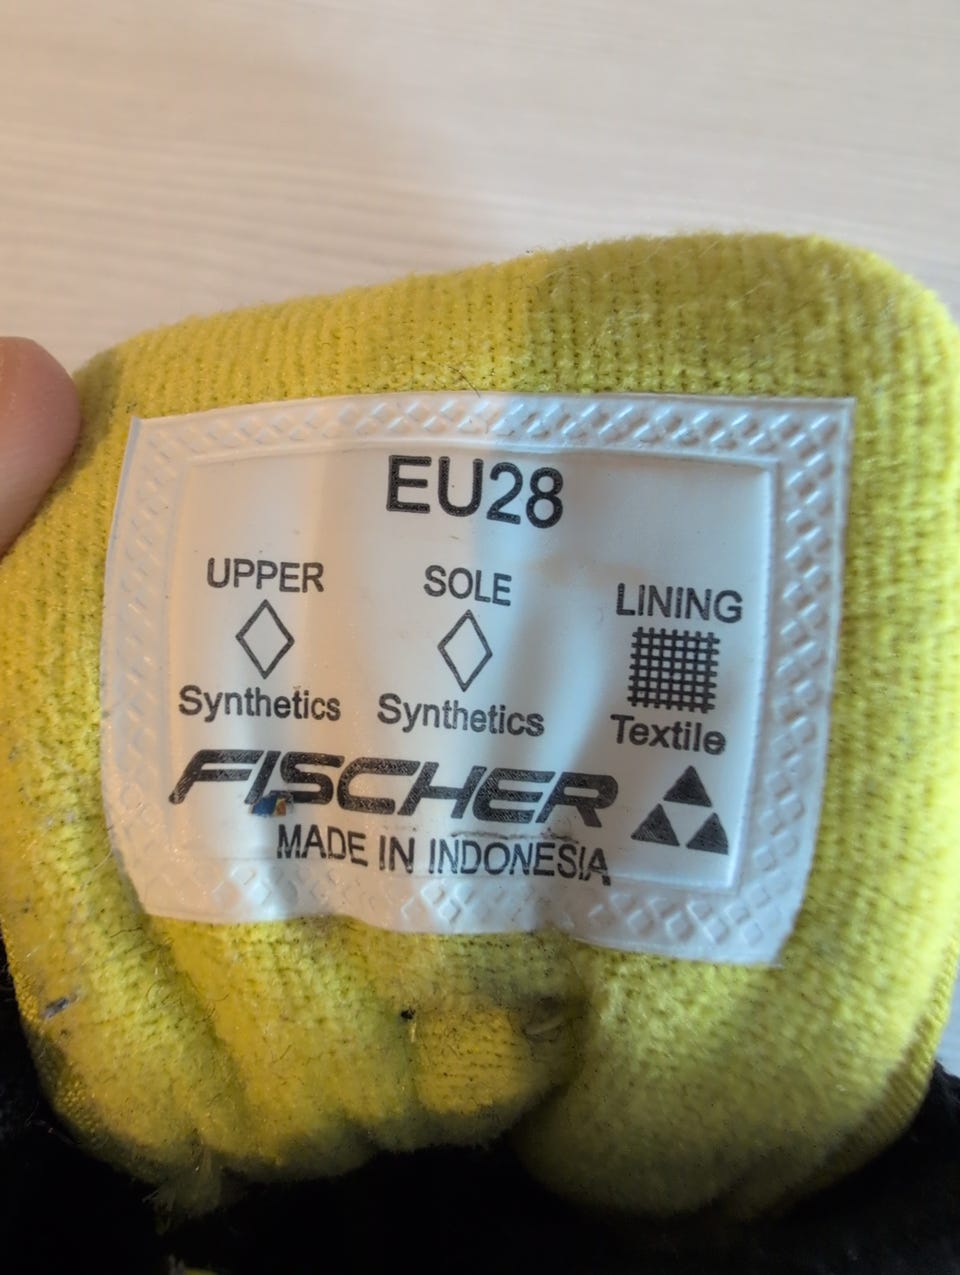 EU28
UPPER SOLE LINING
Synthetics Synthetics Textile
FISCHER
MADE IN INDONESIA